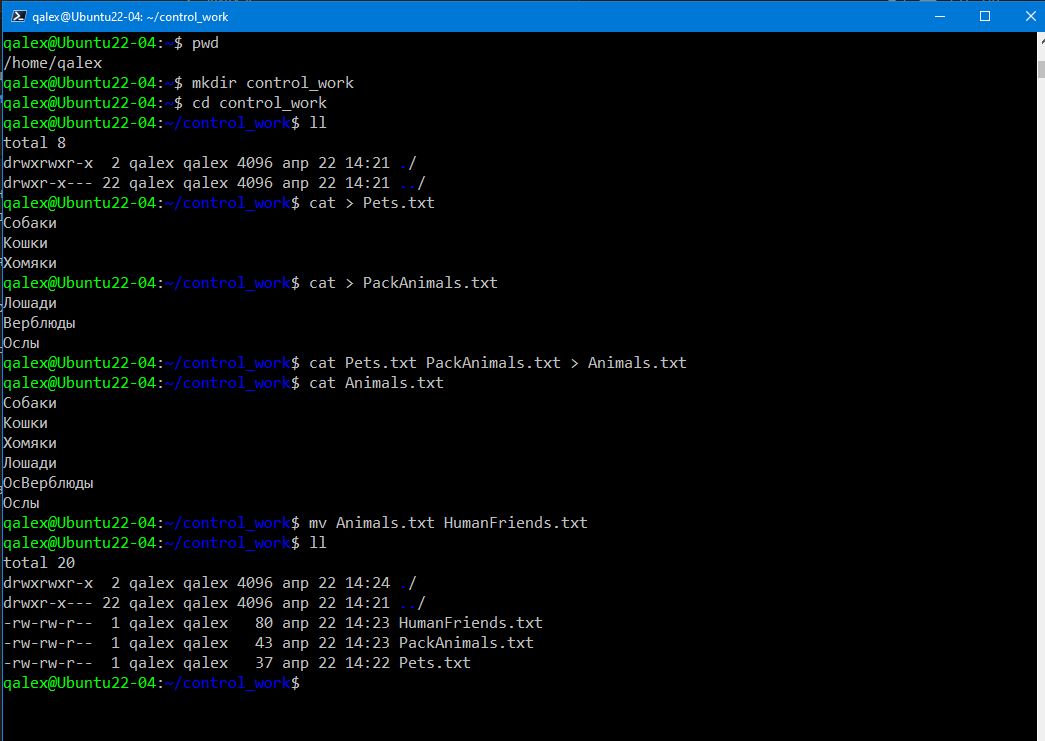 qalex@Ubuntu22-04: ~/control_work
qalex@Ubuntu22-04:~$ pwd
/home/qalex
qalex@Ubuntu22-04:~$ mkdir control_work
qalex@Ubuntu22-04:~$ cd control_work
qalex@Ubuntu22-04:~/control_work$ ll
total 8
drwxrwxr-x  2 qalex qalex 4096 апр 22 14:21 ./
drwxr-x--- 22 qalex qalex 4096 апр 22 14:21 ../
qalex@Ubuntu22-04:~/control_work$ cat > Pets.txt
Собаки
Кошки
Хомяки
qalex@Ubuntu22-04:~/control_work$ cat > PackAnimals.txt
Лошади
Верблюды
Ослы
qalex@Ubuntu22-04:~/control_work$ cat Pets.txt PackAnimals.txt > Animals.txt
qalex@Ubuntu22-04:~/control_work$ cat Animals.txt
Собаки
Кошки
Хомяки
Лошади
ОсВерблюды
Ослы
qalex@Ubuntu22-04:~/control_work$ mv Animals.txt HumanFriends.txt
qalex@Ubuntu22-04:~/control_work$ ll
total 20
drwxrwxr-x  2 qalex qalex 4096 апр 22 14:24 ./
drwxr-x--- 22 qalex qalex 4096 апр 22 14:21 ../
-rw-rw-r--  1 qalex qalex   80 апр 22 14:23 HumanFriends.txt
-rw-rw-r--  1 qalex qalex   43 апр 22 14:23 PackAnimals.txt
-rw-rw-r--  1 qalex qalex   37 апр 22 14:22 Pets.txt
qalex@Ubuntu22-04:~/control_work$